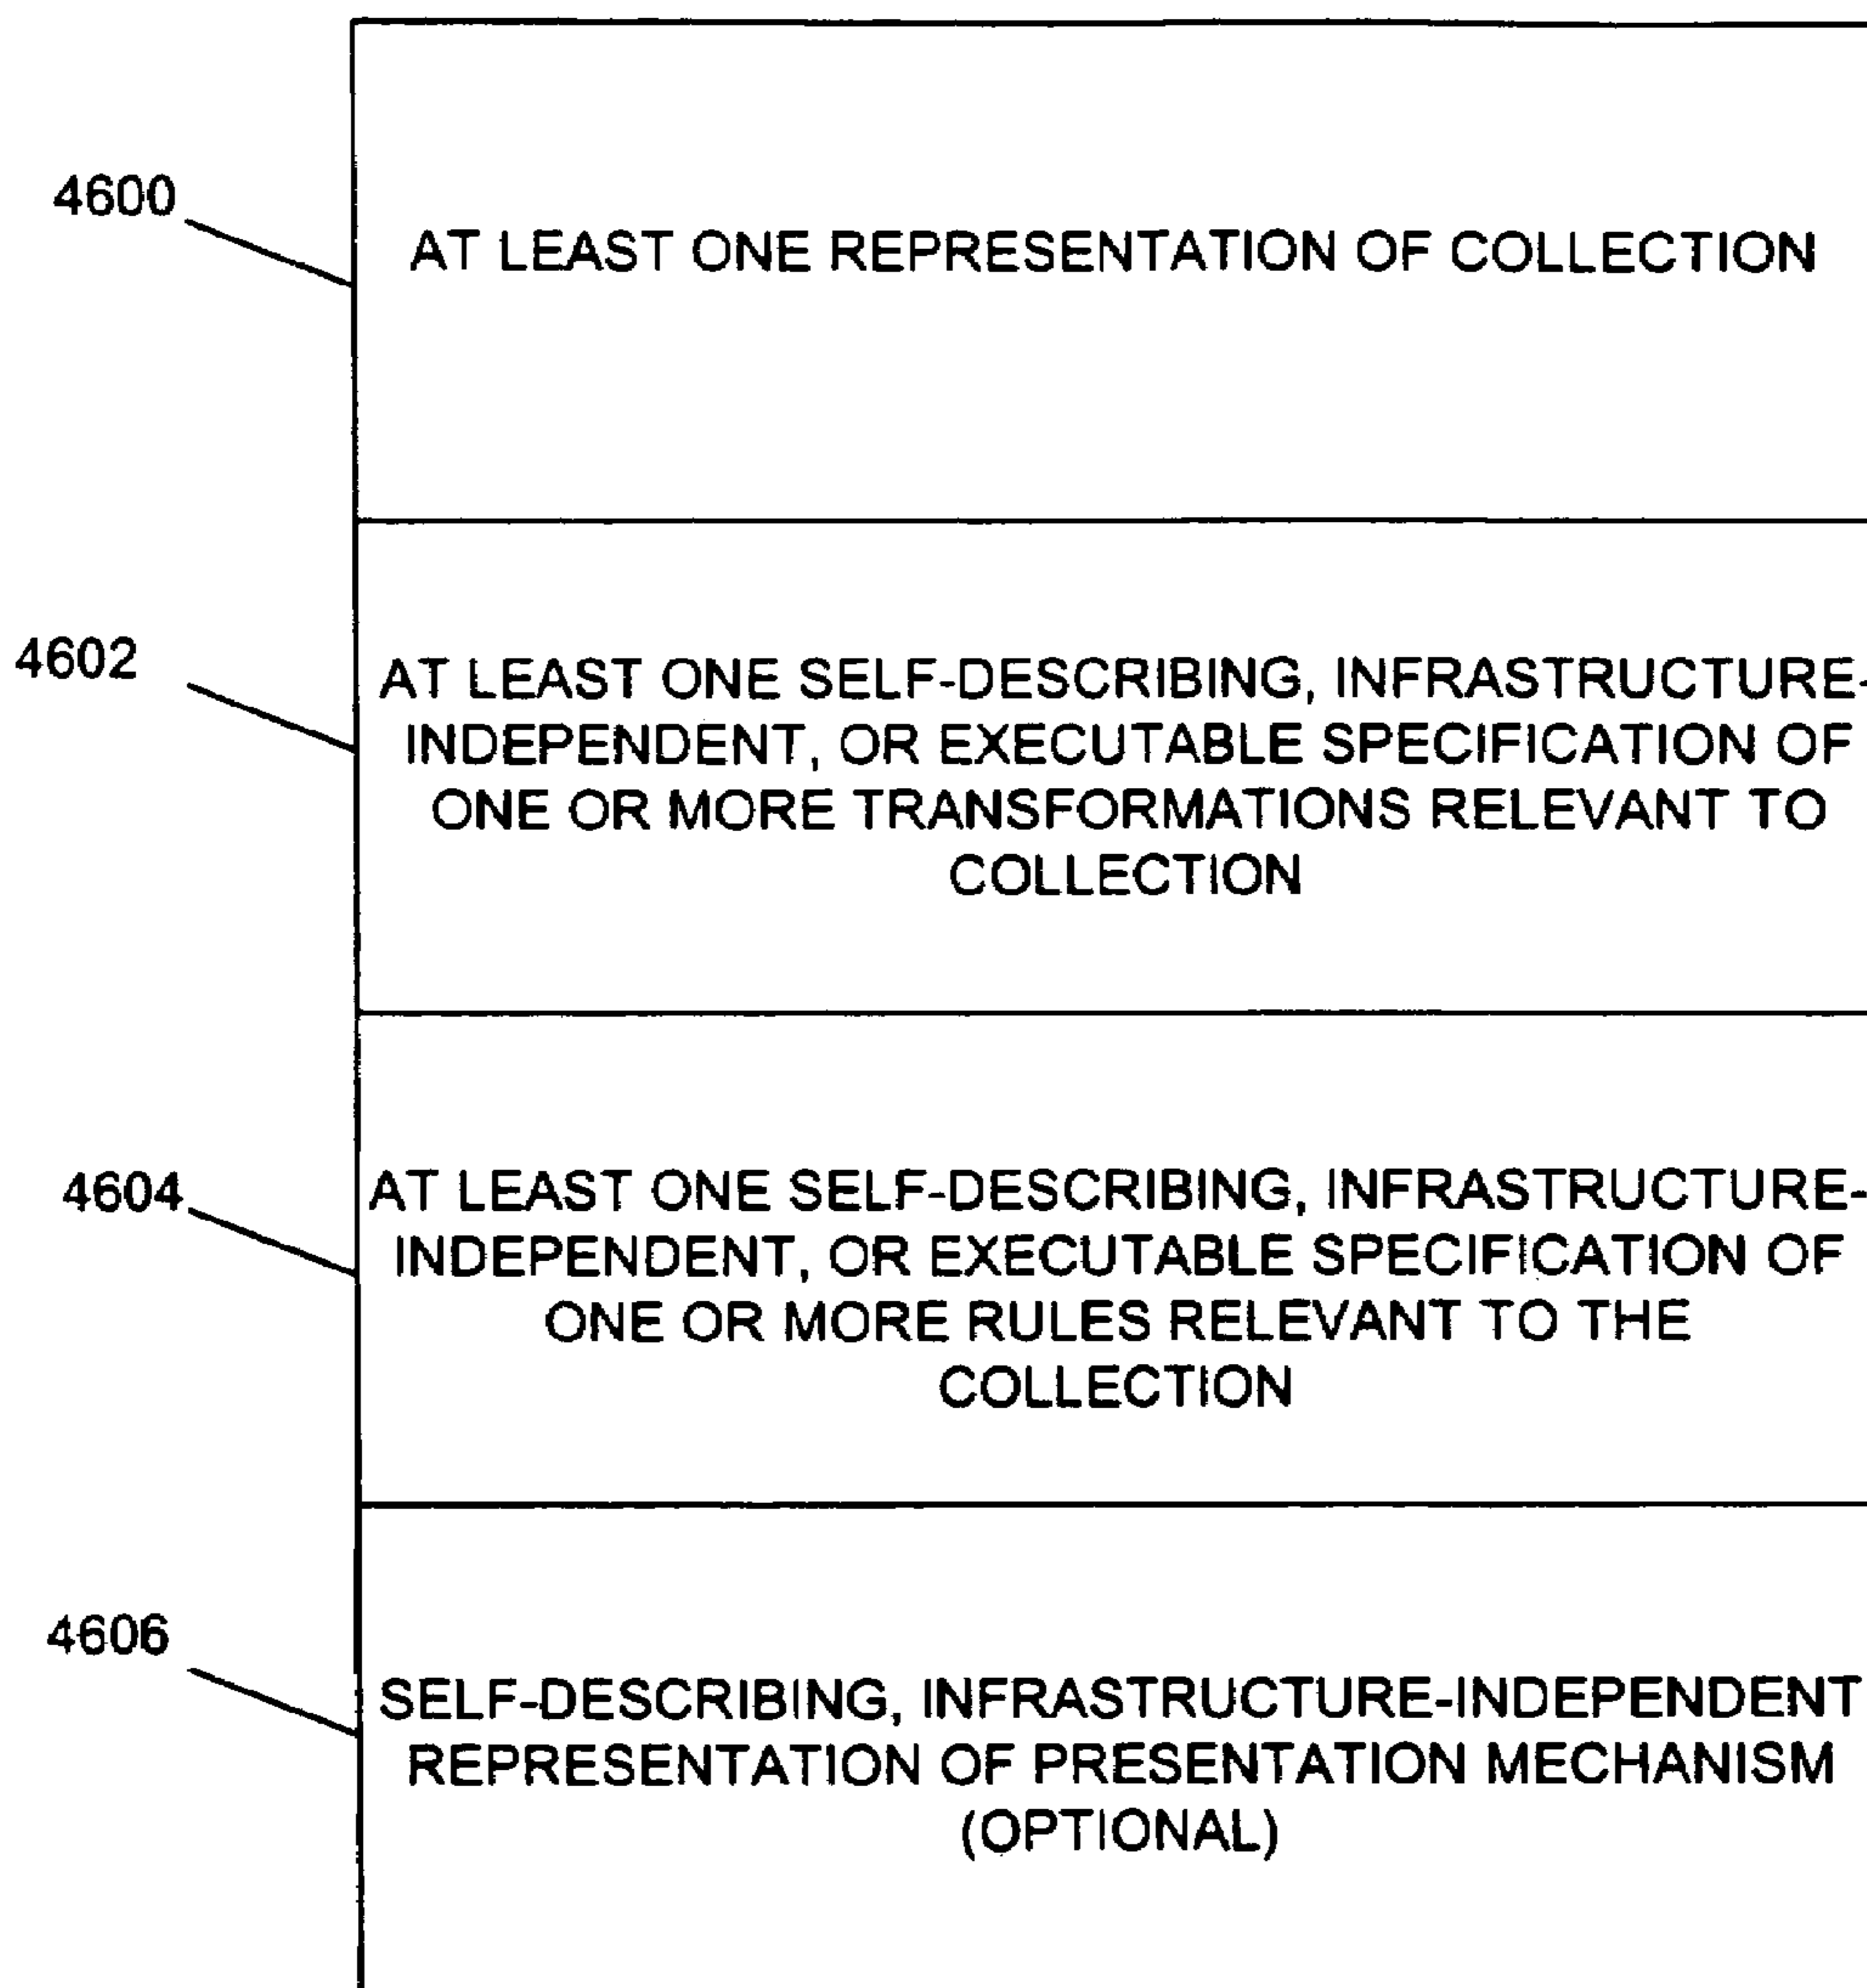 4600
AT LEAST ONE REPRESENTATION OF COLLECTION
4602
AT LEAST ONE SELF-DESCRIBING, INFRASTRUCTURE-
INDEPENDENT, OR EXECUTABLE SPECIFICATION OF
ONE OR MORE TRANSFORMATIONS RELEVANT TO
COLLECTION
4604
AT LEAST ONE SELF-DESCRIBING, INFRASTRUCTURE-
INDEPENDENT, OR EXECUTABLE SPECIFICATION OF
ONE OR MORE RULES RELEVANT TO THE
COLLECTION
4606
SELF-DESCRIBING, INFRASTRUCTURE-INDEPENDENT
REPRESENTATION OF PRESENTATION MECHANISM
(OPTIONAL)